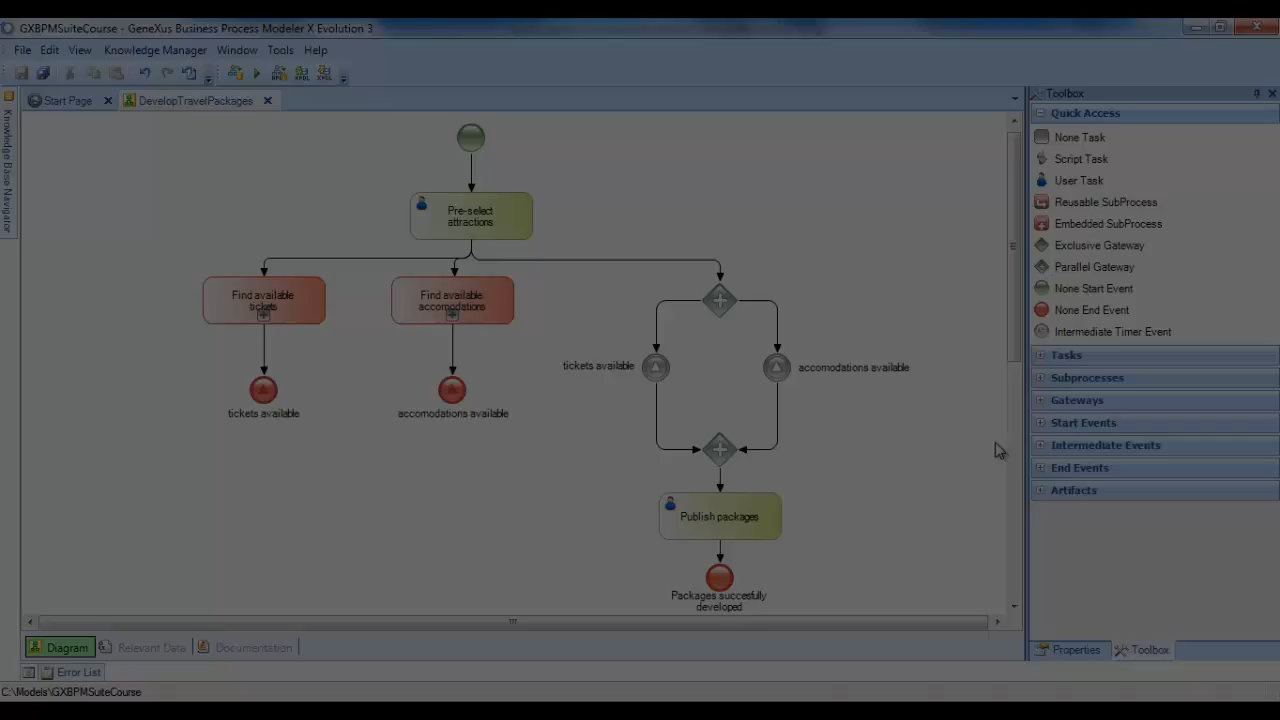 GXBPMSuiteCourse - GeneXus Business Process Modeler X Evolution 3
File Edit View Knowledge Manager Window Tools Help
Start Page
DevelopTravelPackages
Knowledge Base Navigator
Pre-select
attractions
Find available
tickets
Find available
accomodations
tickets available
accomodations available
tickets available
accomodations available
Publish packages
Packages succesfully
developed
Toolbox
Quick Access
None Task
Script Task
User Task
Reusable SubProcess
Embedded SubProcess
Exclusive Gateway
Parallel Gateway
None Start Event
None End Event
Intermediate Timer Event
Tasks
Subprocesses
Gateways
Start Events
Intermediate Events
End Events
Artifacts
Diagram
Relevant Data
Documentation
Properties
Toolbox
Error List
C:\Models\GXBPMSuiteCourse